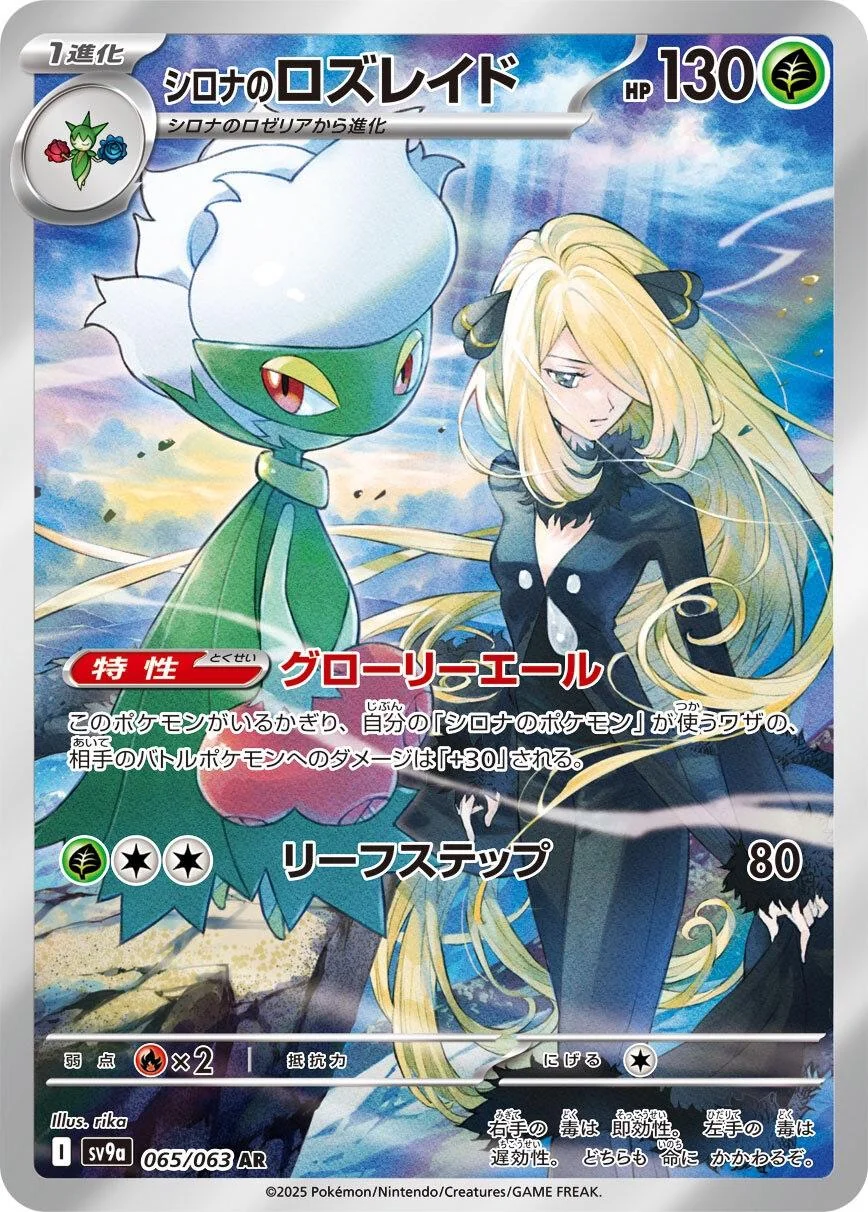 1進化
シロナのロズレイド
HP 130
シロナのロゼリアから進化
特性 とくせい グローリーエール
このポケモンがいるかぎり、自分の「シロナのポケモン」が使うワザの、
相手のバトルポケモンへのダメージは「+30」される。
リーフステップ 80
弱点 ×2 抵抗力 にげる
Illus. rika
右手の 毒は 即効性。左手の 毒は
遅効性。どちらも 命に かかわるぞ。
I sv9a 065/063 AR
©2025 Pokémon/Nintendo/Creatures/GAME FREAK.